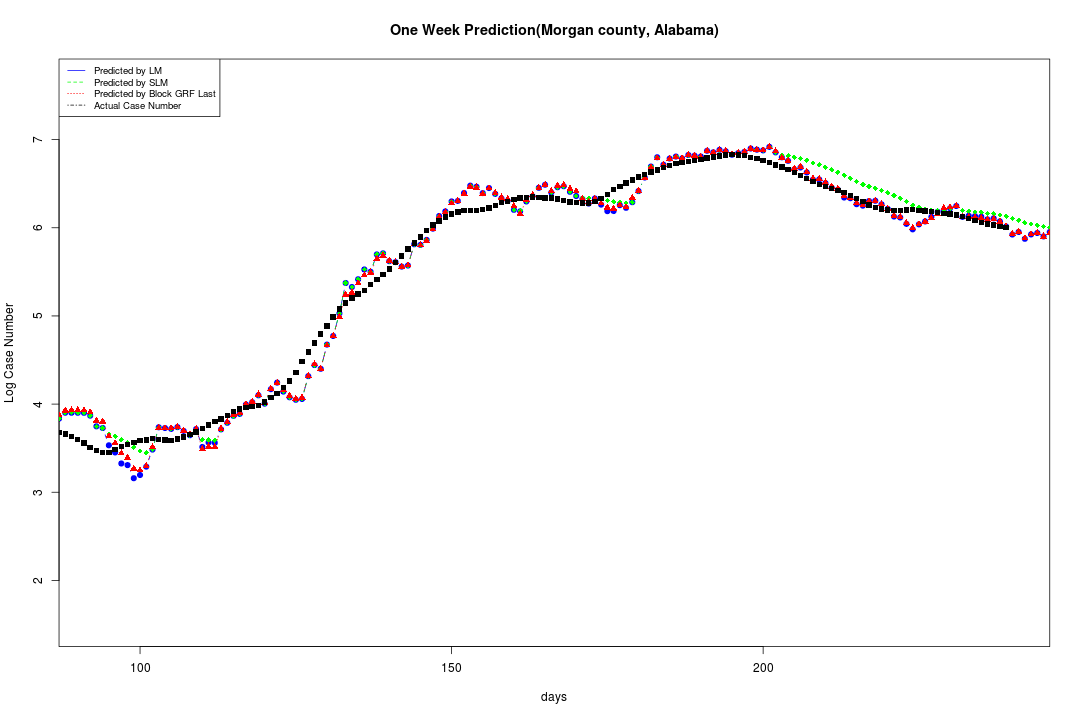 One Week Prediction(Morgan county, Alabama)
Predicted by LM
Predicted by SLM
Predicted by Block GRF Last
Actual Case Number
7
6
5
4
3
2
Log Case Number
100 150 200
days